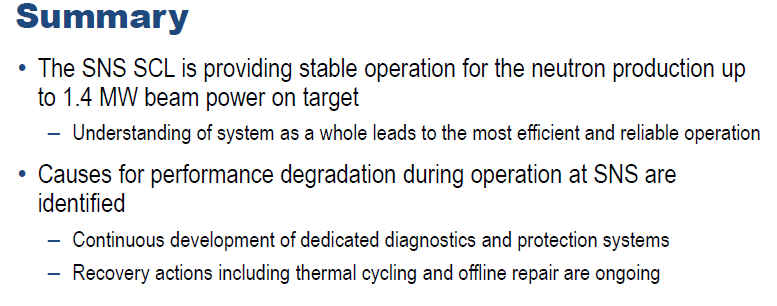 Summary
• The SNS SCL is providing stable operation for the neutron production up
to 1.4 MW beam power on target
– Understanding of system as a whole leads to the most efficient and reliable operation
• Causes for performance degradation during operation at SNS are
identified
– Continuous development of dedicated diagnostics and protection systems
– Recovery actions including thermal cycling and offline repair are ongoing